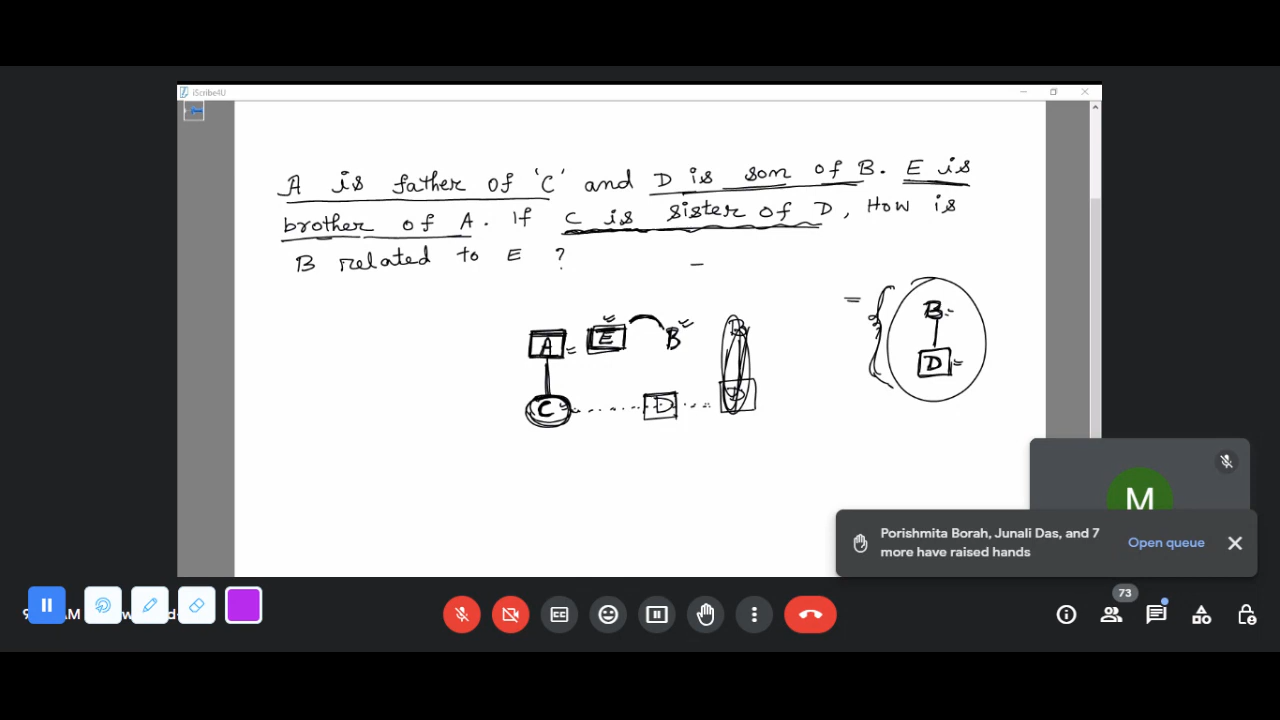 iScribe4U
A is father of 'C' and D is son of B. E is
brother of A. If C is sister of D, How is
B related to E ?
=
B
D
A E B B
C D D
M
Porishmita Borah, Junali Das, and 7
more have raised hands
Open queue
73